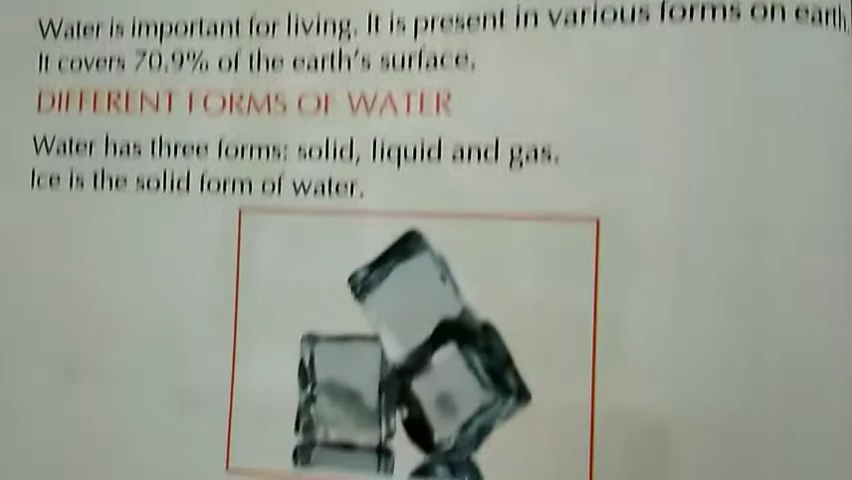 Water is important for living. It is present in various forms on earth.
It covers 70.9% of the earth's surface.
DIFFERENT FORMS OF WATER
Water has three forms: solid, liquid and gas.
Ice is the solid form of water.